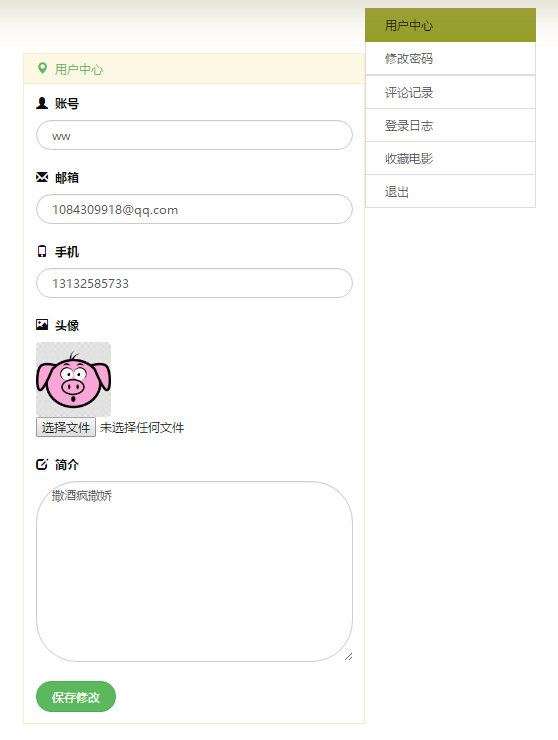 用户中心
账号
ww
邮箱
1084309918@qq.com
手机
13132585733
头像
选择文件 未选择任何文件
简介
撒酒疯撒娇
保存修改
用户中心
修改密码
评论记录
登录日志
收藏电影
退出